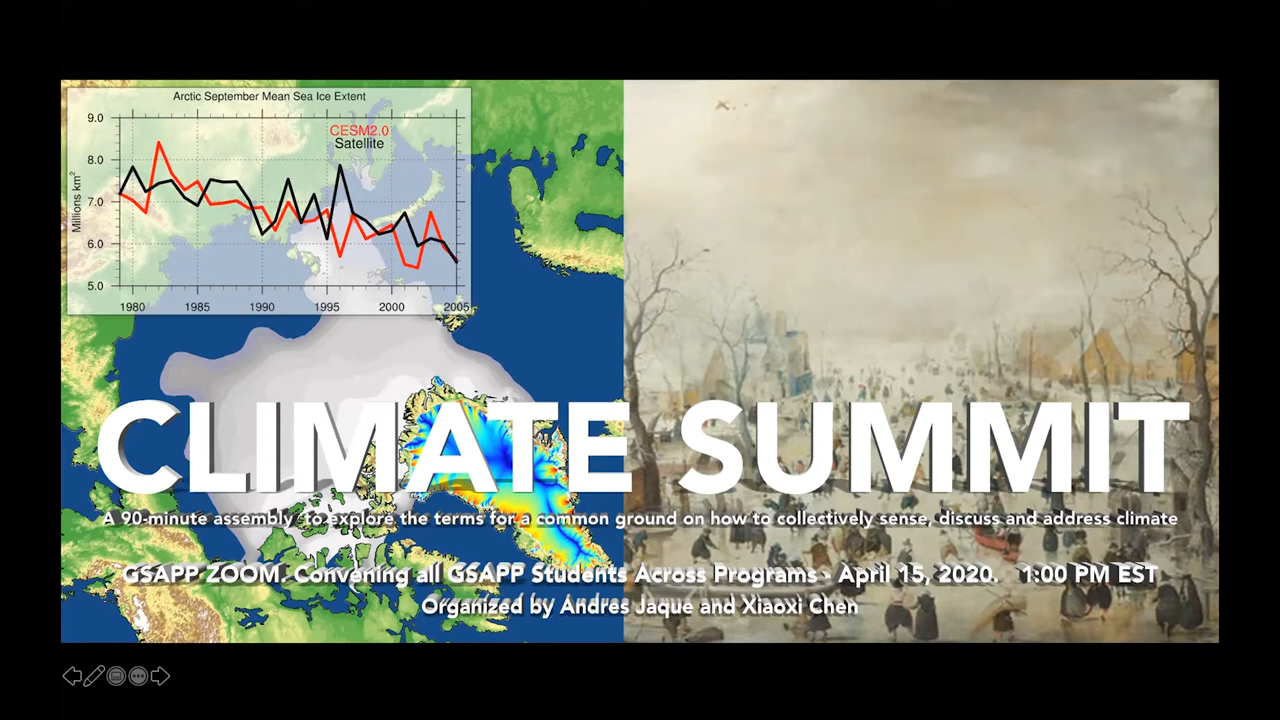 Arctic September Mean Sea Ice Extent
9.0
CESM2.0
Satellite
8.0
Millions km²
7.0
6.0
5.0
1980 1985 1990 1995 2000 2005
CLIMATE SUMMIT
A 90-minute assembly to explore the terms for a common ground on how to collectively sense, discuss and address climate
GSAPP ZOOM. Convening all GSAPP Students Across Programs - April 15, 2020. 1:00 PM EST
Organized by Andres Jaque and Xiaoxi Chen